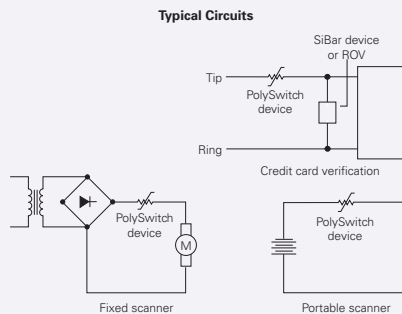 Typical Circuits
SiBar device
or ROV
Tip
PolySwitch
device
Ring
Credit card verification
PolySwitch
device
M
Fixed scanner
PolySwitch
device
Portable scanner